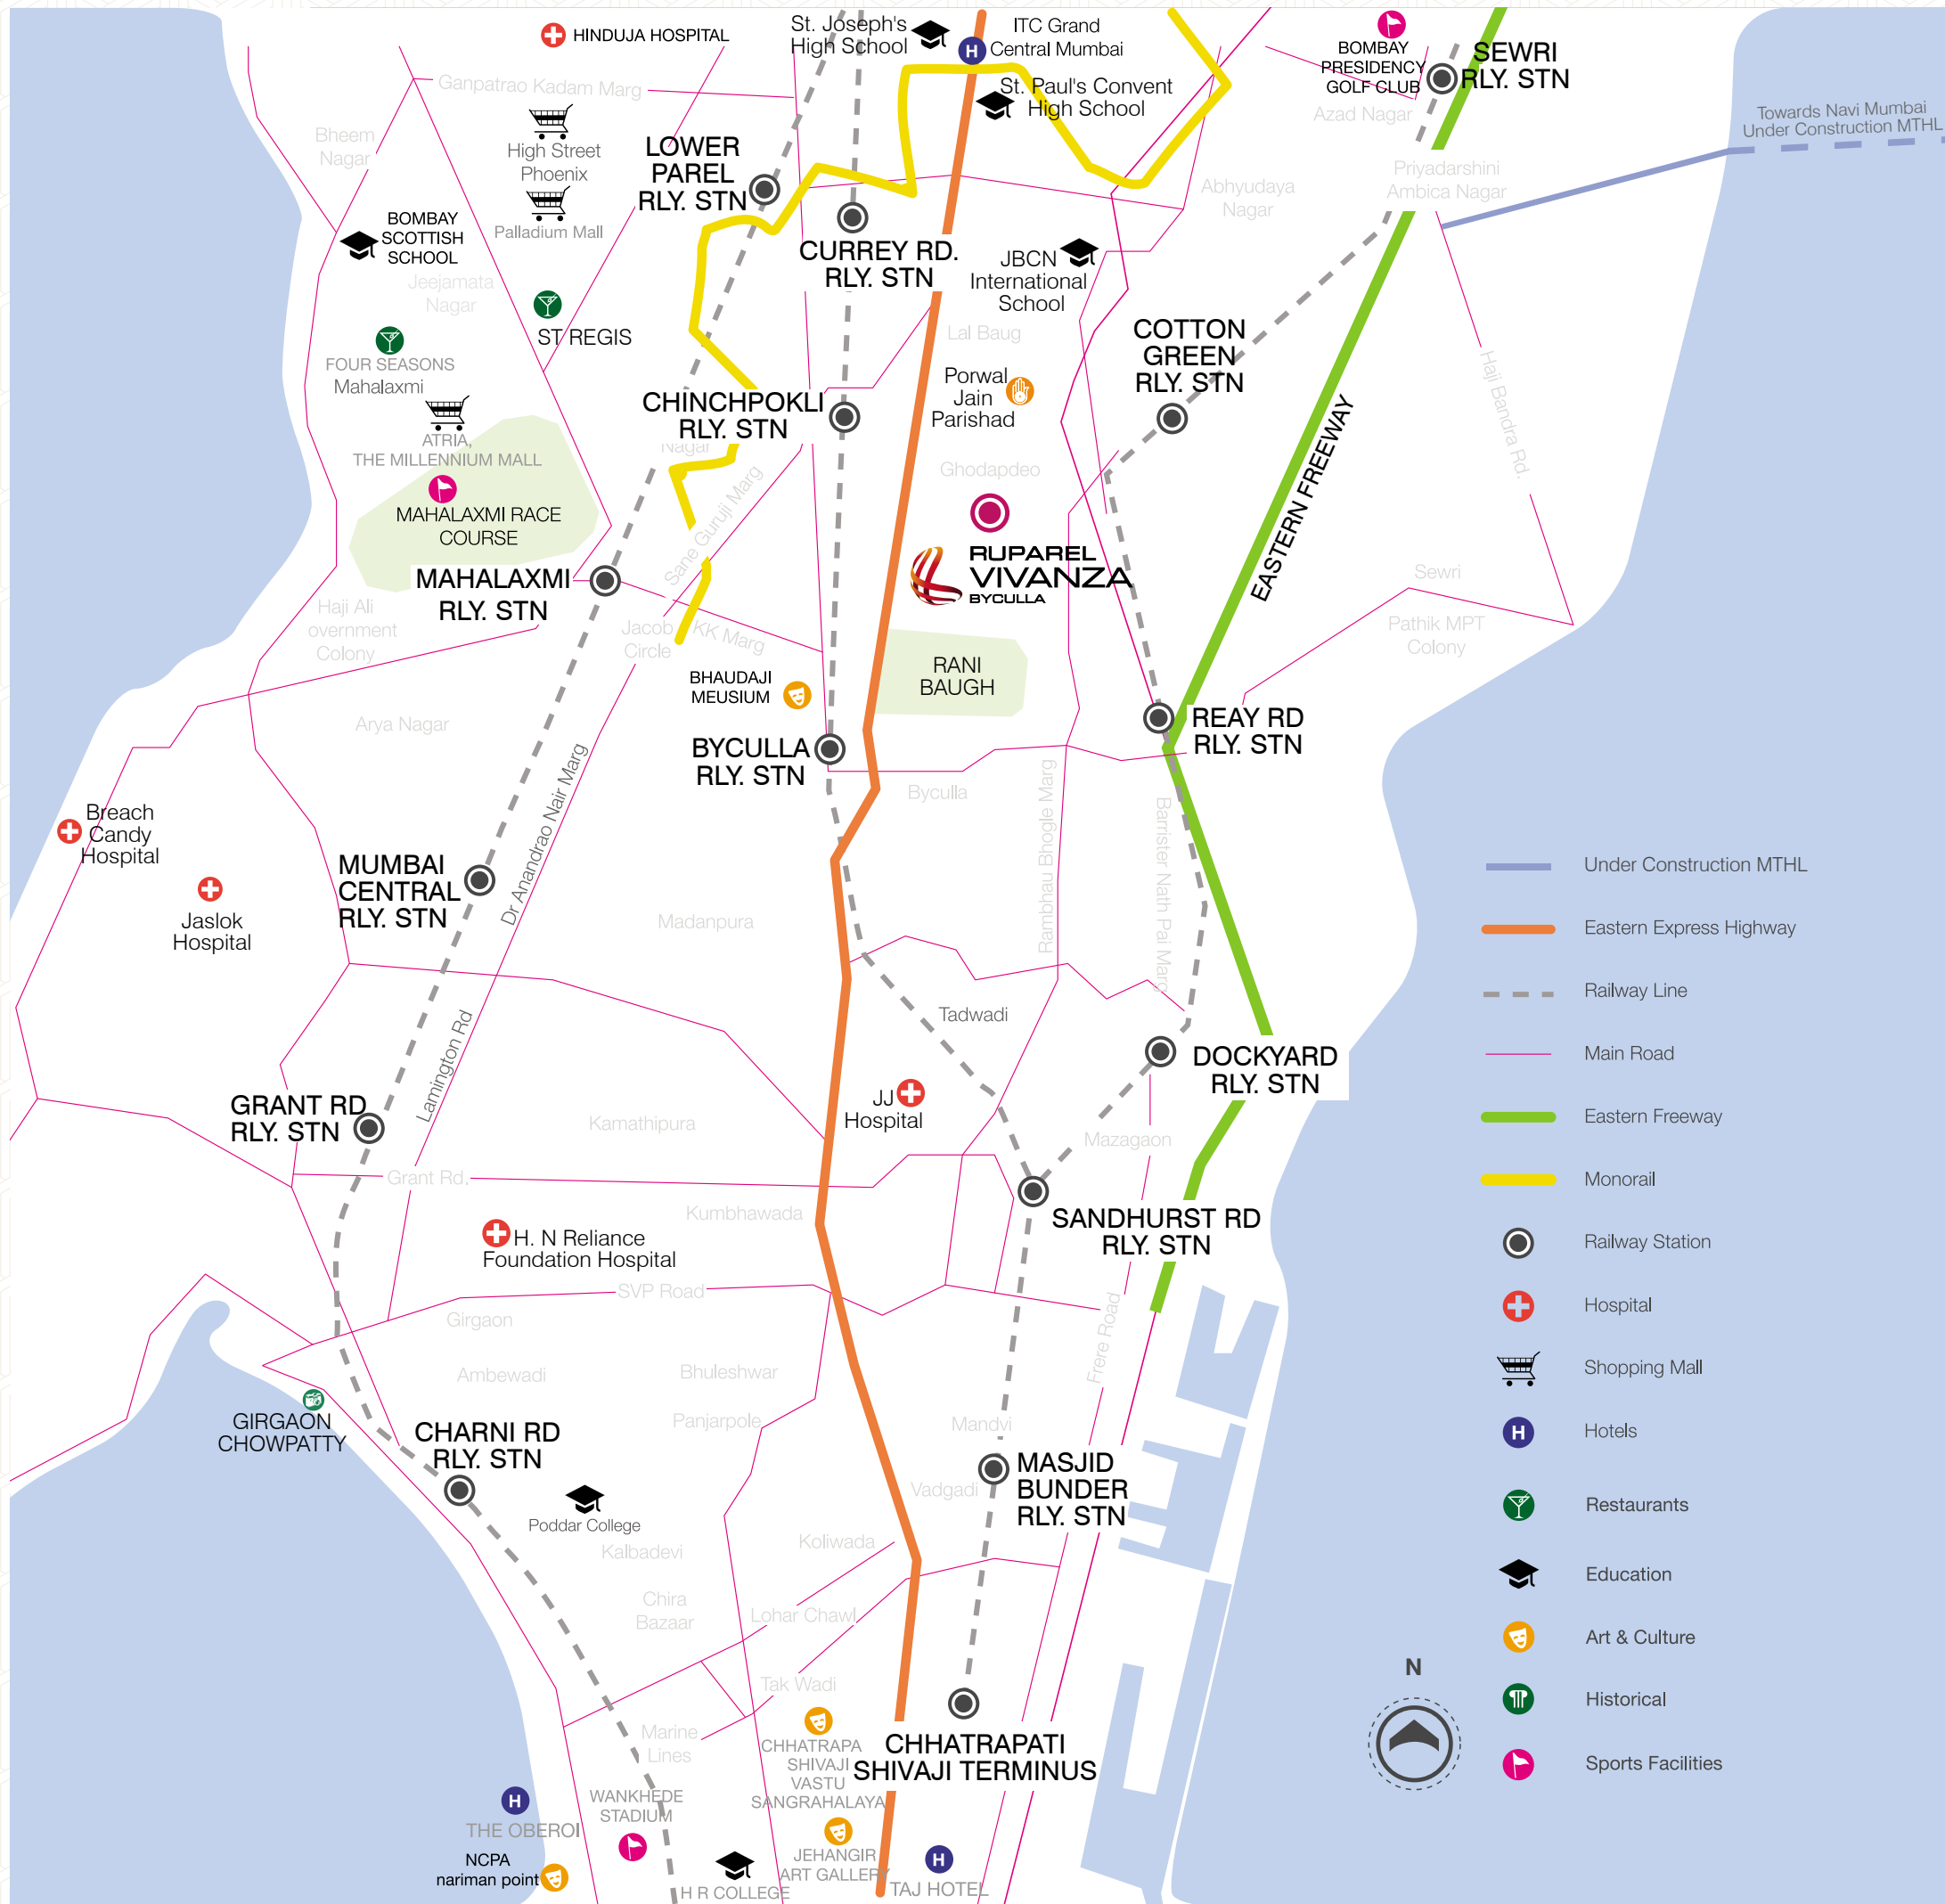 HINDUJA HOSPITAL
St. Joseph's
High School
ITC Grand
Central Mumbai
BOMBAY
PRESIDENCY
GOLF CLUB
SEWRI
RLY. STN
Ganpatrao Kadam Marg
St. Paul's Convent
High School
Azad Nagar
Towards Navi Mumbai
Under Construction MTHL
Bheem
Nagar
High Street
Phoenix
LOWER
PAREL
RLY. STN
Priyadarshini
Ambica Nagar
Abhyudaya
Nagar
BOMBAY
SCOTTISH
SCHOOL
Palladium Mall
CURREY RD.
RLY. STN
JBCN
International
School
Jeejamata
Nagar
ST REGIS
Lal Baug
COTTON
GREEN
RLY. STN
FOUR SEASONS
Mahalaxmi
Haji Bandra Rd.
Porwal
Jain
Parishad
CHINCHPOKLI
RLY. STN
Nagar
ATRIA,
THE MILLENNIUM MALL
Ghodapdeo
EASTERN FREEWAY
MAHALAXMI RACE
COURSE
Sane Guruji Marg
RUPAREL
VIVANZA
BYCULLA
MAHALAXMI
RLY. STN
Sewri
Haji Ali
overnment
Colony
Jacob
Circle
KK Marg
Pathik MPT
Colony
RANI
BAUGH
BHAUDAJI
MEUSIUM
Arya Nagar
REAY RD
RLY. STN
BYCULLA
RLY. STN
Byculla
Dr Anandrao Nair Marg
Rambhau Bhogle Marg
Barrister Nath Pai Marg
Breach
Candy
Hospital
MUMBAI
CENTRAL
RLY. STN
Jaslok
Hospital
Madanpura
Under Construction MTHL
Eastern Express Highway
Railway Line
Main Road
Eastern Freeway
Monorail
Railway Station
Hospital
Shopping Mall
H
Hotels
Restaurants
Education
Art & Culture
Historical
Sports Facilities
N
Tadwadi
Lamington Rd
DOCKYARD
RLY. STN
GRANT RD
RLY. STN
JJ
Hospital
Kamathipura
Mazagaon
Grant Rd.
Kumbhawada
SANDHURST RD
RLY. STN
H. N Reliance
Foundation Hospital
SVP Road
Girgaon
Frere Road
Ambewadi
Bhuleshwar
GIRGAON
CHOWPATTY
Panjarpole
Mandvi
CHARNI RD
RLY. STN
MASJID
BUNDER
RLY. STN
Vadgadi
Poddar College
Kalbadevi
Koliwada
Chira
Bazaar
Lohar Chawl
Tak Wadi
Marine
Lines
CHHATRAPA
SHIVAJI
VASTU
SANGRAHALAYA
CHHATRAPATI
SHIVAJI TERMINUS
H
THE OBEROI
WANKHEDE
STADIUM
NCPA
nariman point
JEHANGIR
ART GALLERY
H R COLLEGE
H
TAJ HOTEL
H